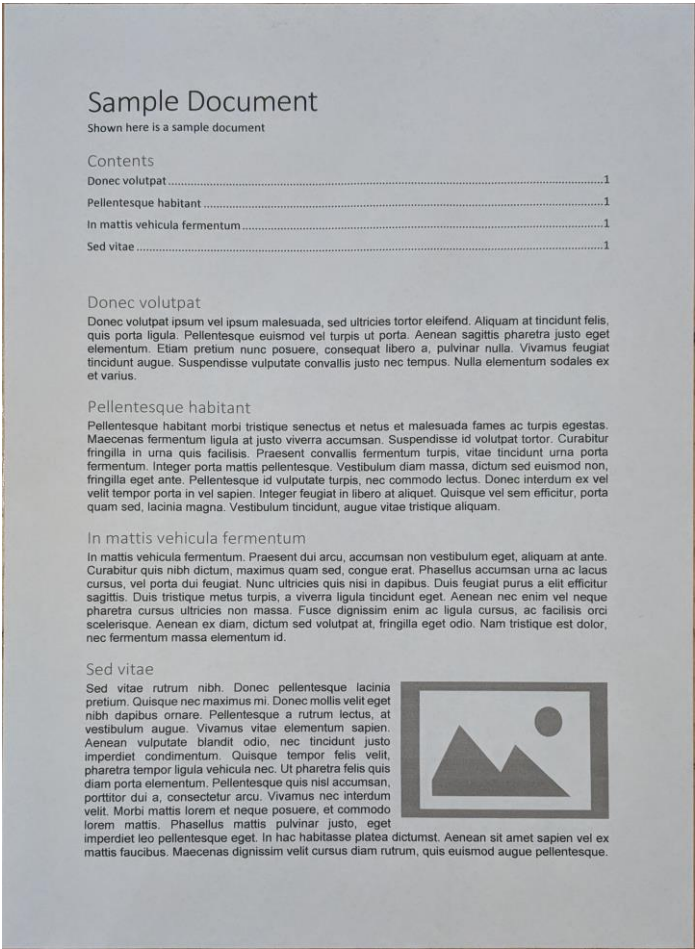 Sample Document
Shown here is a sample document
Contents
Donec volutpat........................................1
Pellentesque habitant........................................1
In mattis vehicula fermentum........................................1
Sed vitae........................................1
Donec volutpat
Donec volutpat ipsum vel ipsum malesuada, sed ultricies tortor eleifend. Aliquam at tincidunt felis,
quis porta ligula. Pellentesque euismod vel turpis ut porta. Aenean sagittis pharetra justo eget
elementum. Etiam pretium nunc posuere, consequat libero a, pulvinar nulla. Vivamus feugiat
tincidunt augue. Suspendisse vulputate convallis justo nec tempus. Nulla elementum sodales ex
et varius.
Pellentesque habitant
Pellentesque habitant morbi tristique senectus et netus et malesuada fames ac turpis egestas.
Maecenas fermentum ligula at justo viverra accumsan. Suspendisse id volutpat tortor. Curabitur
fringilla in urna quis facilisis. Praesent convallis fermentum turpis, vitae tincidunt urna porta
fermentum. Integer porta mattis pellentesque. Vestibulum diam massa, dictum sed euismod non,
fringilla eget ante. Pellentesque id vulputate turpis, nec commodo lectus. Donec interdum ex vel
velit tempor porta in vel sapien. Integer feugiat in libero at aliquet. Quisque vel sem efficitur, porta
quam sed, lacinia magna. Vestibulum tincidunt, augue vitae tristique aliquam.
In mattis vehicula fermentum
In mattis vehicula fermentum. Praesent dui arcu, accumsan non vestibulum eget, aliquam at ante.
Curabitur quis nibh dictum, maximus quam sed, congue erat. Phasellus accumsan urna ac lacus
cursus, vel porta dui feugiat. Nunc ultricies quis nisi in dapibus. Duis feugiat purus a elit efficitur
sagittis. Duis tristique metus turpis, a viverra ligula tincidunt eget. Aenean nec enim vel neque
pharetra cursus ultricies non massa. Fusce dignissim enim ac ligula cursus, ac facilisis orci
scelerisque. Aenean ex diam, dictum sed volutpat at, fringilla eget odio. Nam tristique est dolor,
nec fermentum massa elementum id.
Sed vitae
Sed vitae rutrum nibh. Donec pellentesque lacinia
pretium. Quisque nec maximus mi. Donec mollis velit eget
nibh dapibus ornare. Pellentesque a rutrum lectus, at
vestibulum augue. Vivamus vitae elementum sapien.
Aenean vulputate blandit odio, nec tincidunt justo
imperdiet condimentum. Quisque tempor felis velit,
pharetra tempor ligula vehicula nec. Ut pharetra felis quis
diam porta elementum. Pellentesque quis nisl accumsan,
porttitor dui a, consectetur arcu. Vivamus nec interdum
velit. Morbi mattis lorem et neque posuere, et commodo
lorem mattis. Phasellus mattis pulvinar justo, eget
imperdiet leo pellentesque eget. In hac habitasse platea dictumst. Aenean sit amet sapien vel ex
mattis faucibus. Maecenas dignissim velit cursus diam rutrum, quis euismod augue pellentesque.